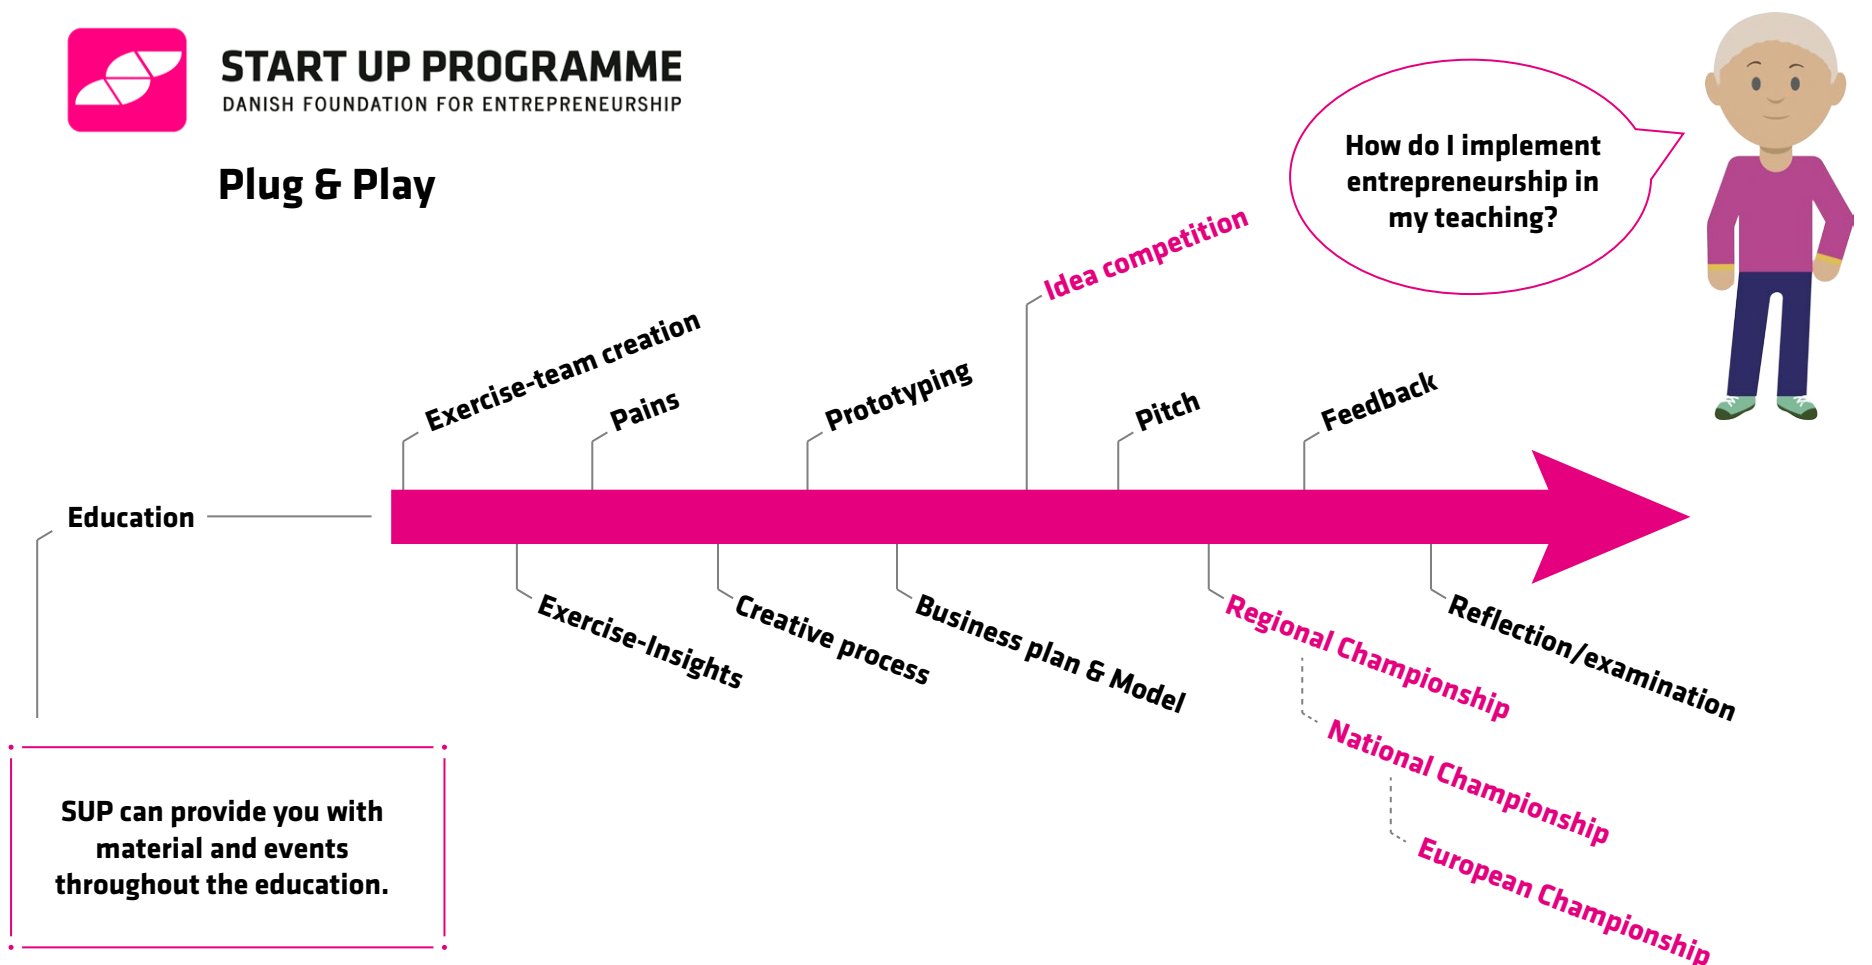 START UP PROGRAMME
DANISH FOUNDATION FOR ENTREPRENEURSHIP
Plug & Play
How do I implement
entrepreneurship in
my teaching?
Idea competition
Exercise-team creation
Pains
Prototyping
Pitch
Feedback
Education
Exercise-Insights
Creative process
Business plan & Model
Regional Championship
Reflection/examination
National Championship
European Championship
SUP can provide you with
material and events
throughout the education.